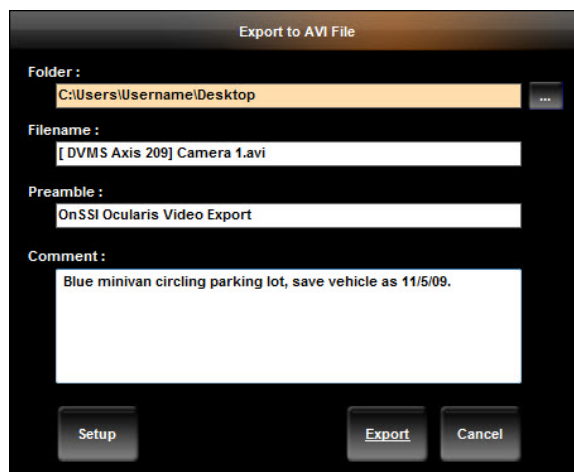 Export to AVI File
Folder :
C:\Users\Username\Desktop
...
Filename :
[ DVMS Axis 209] Camera 1.avi
Preamble :
OnSSI Ocularis Video Export
Comment :
Blue minivan circling parking lot, save vehicle as 11/5/09.
Setup
Export
Cancel